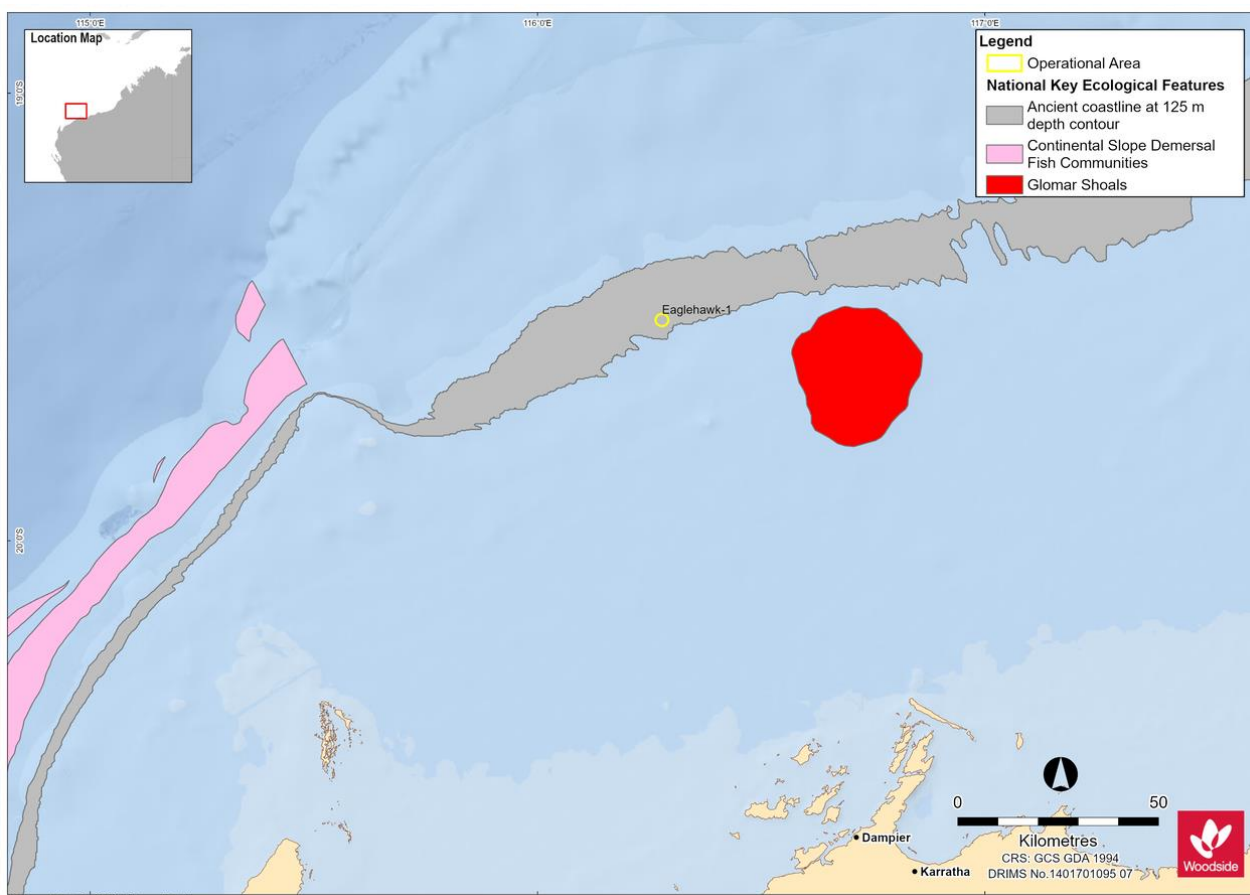 115°0'E
116°0'E
117°0'E
Location Map
Legend
Operational Area
National Key Ecological Features
Ancient coastline at 125 m
depth contour
Continental Slope Demersal
Fish Communities
Glomar Shoals
19°0'S
Eaglehawk-1
20°0'S
0
50
Kilometres
CRS: GCS GDA 1994
DRIMS No.1401701095 07
Woodside
Dampier
Karratha